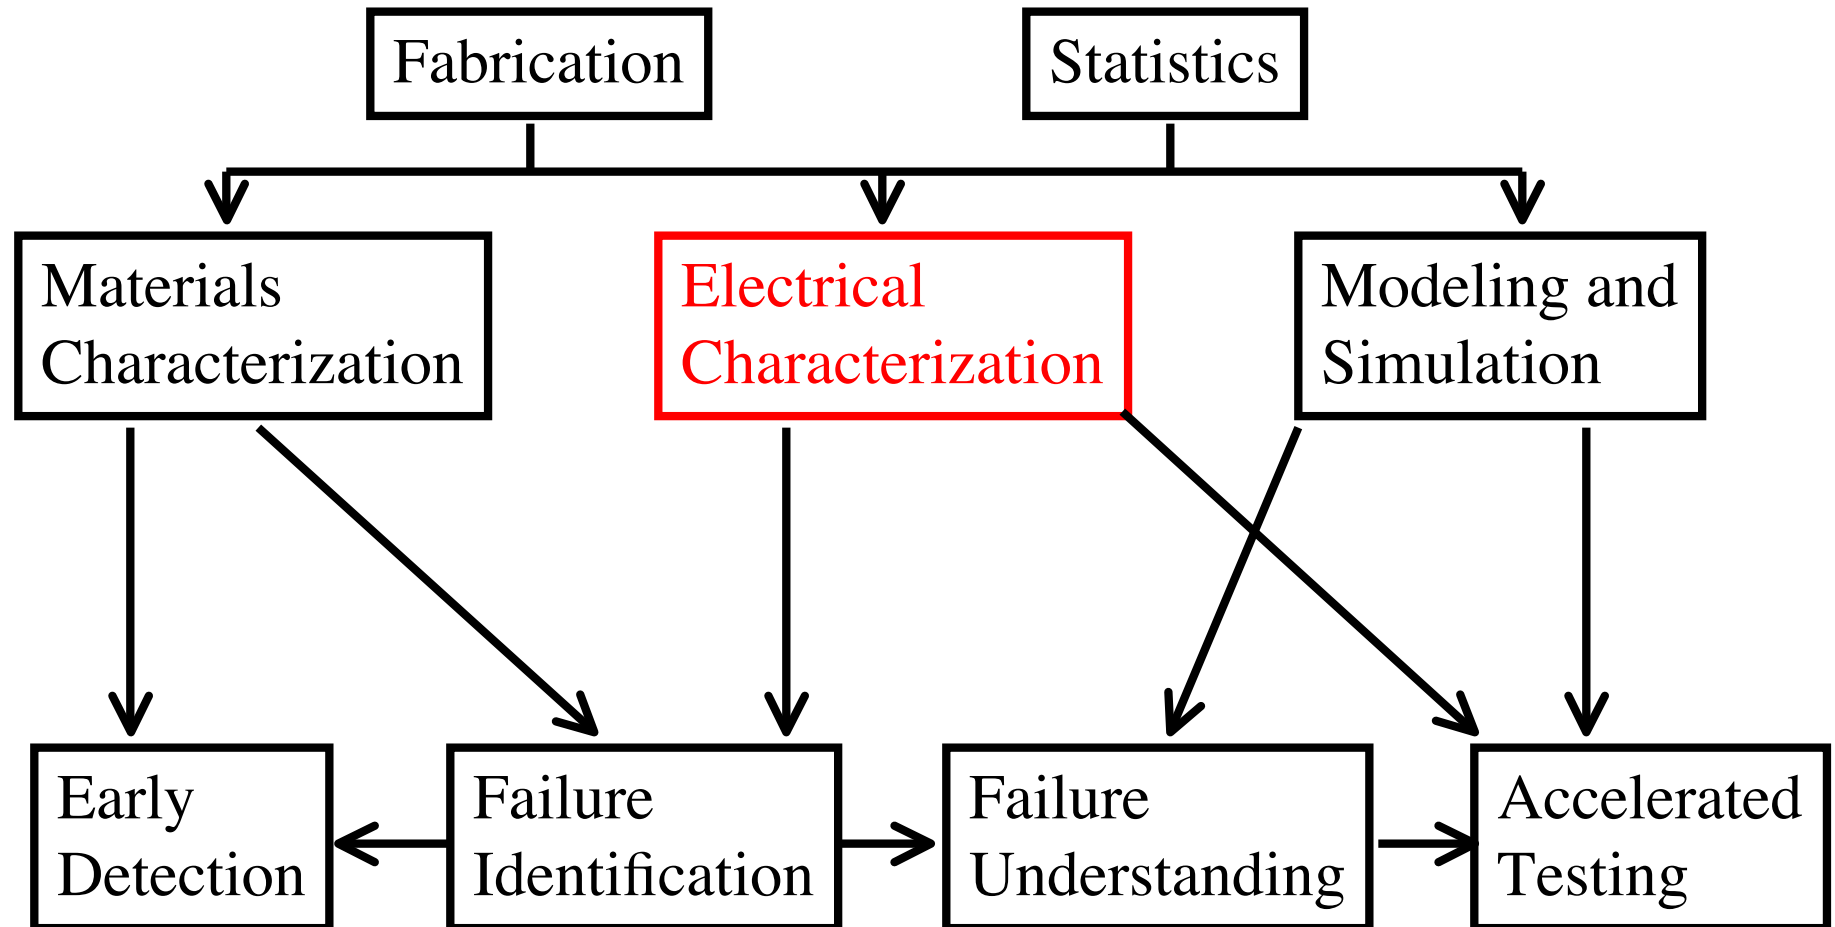 Fabrication
Statistics
Materials
Characterization
Electrical
Characterization
Modeling and
Simulation
Early
Detection
Failure
Identification
Failure
Understanding
Accelerated
Testing